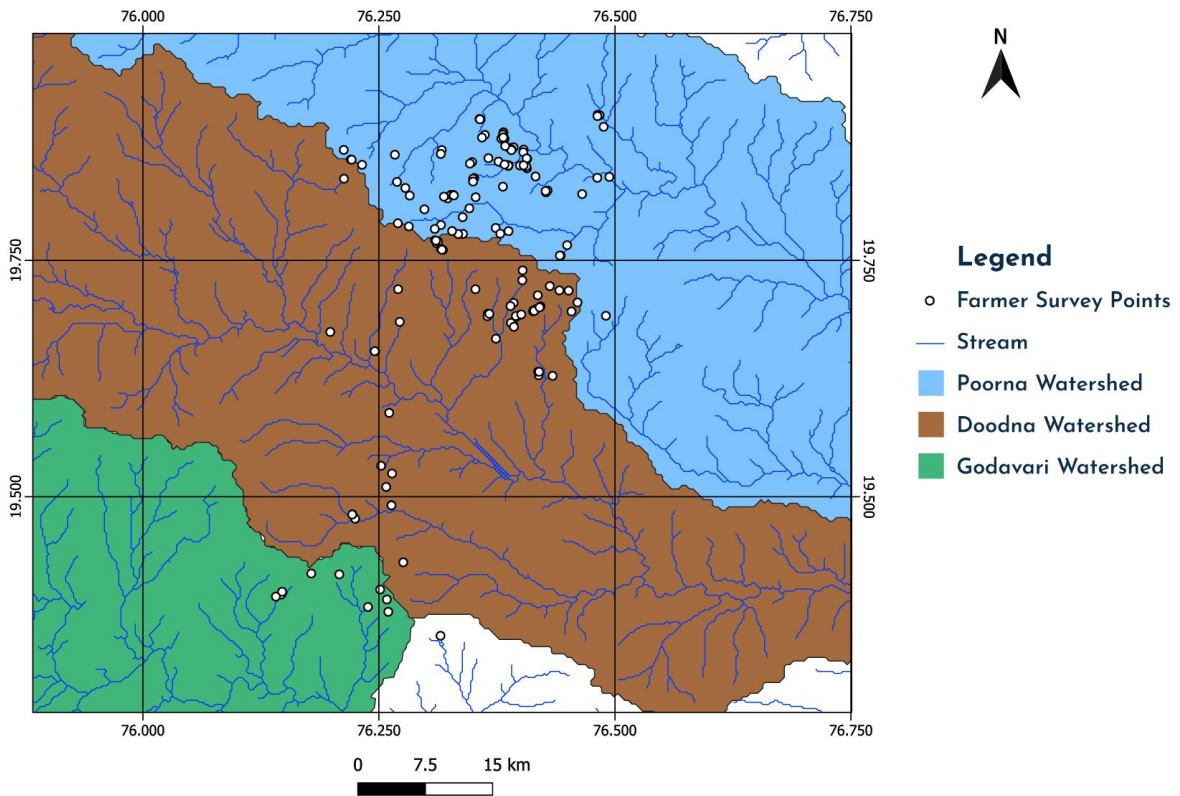 76.000 76.250 76.500 76.750
N
19.750 19.750
Legend
Farmer Survey Points
Stream
Poorna Watershed
Doodna Watershed
Godavari Watershed
19.500 19.500
76.000 76.250 76.500 76.750
0 7.5 15 km